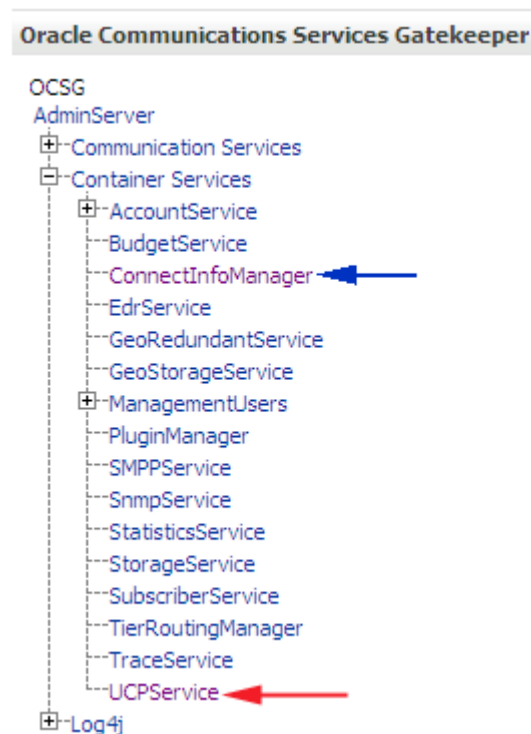 Oracle Communications Services Gatekeeper
OCSG
AdminServer
Communication Services
Container Services
AccountService
BudgetService
ConnectInfoManager
EdrService
GeoRedundantService
GeoStorageService
ManagementUsers
PluginManager
SMPPService
SnmpService
StatisticsService
StorageService
SubscriberService
TierRoutingManager
TraceService
UCPService
Log4j